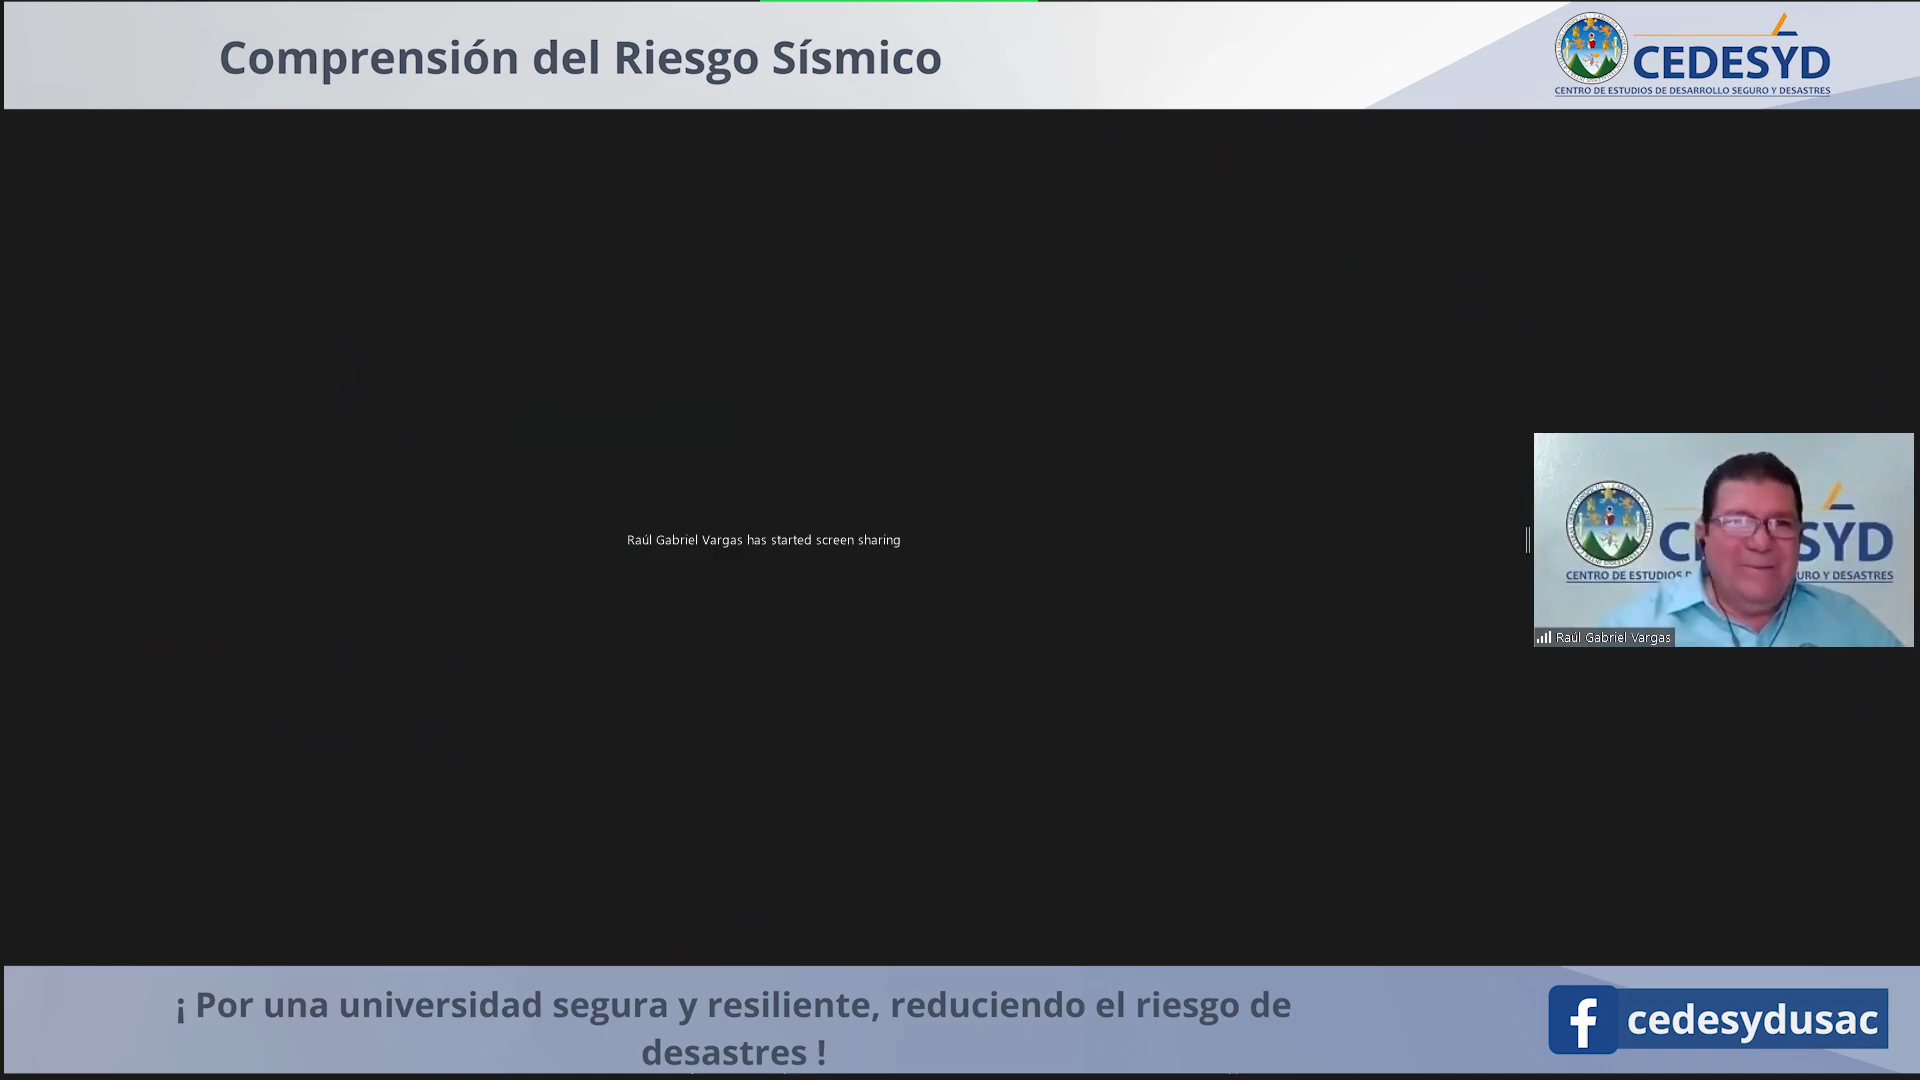 Comprensión del Riesgo Sísmico
CEDESYD
CENTRO DE ESTUDIOS DE DESARROLLO SEGURO Y DESASTRES
Raúl Gabriel Vargas has started screen sharing
SYD
CENTRO DE ESTUDIOS
URO Y DESASTRES
Raúl Gabriel Vargas
¡ Por una universidad segura y resiliente, reduciendo el riesgo de
desastres !
f cedesydusac